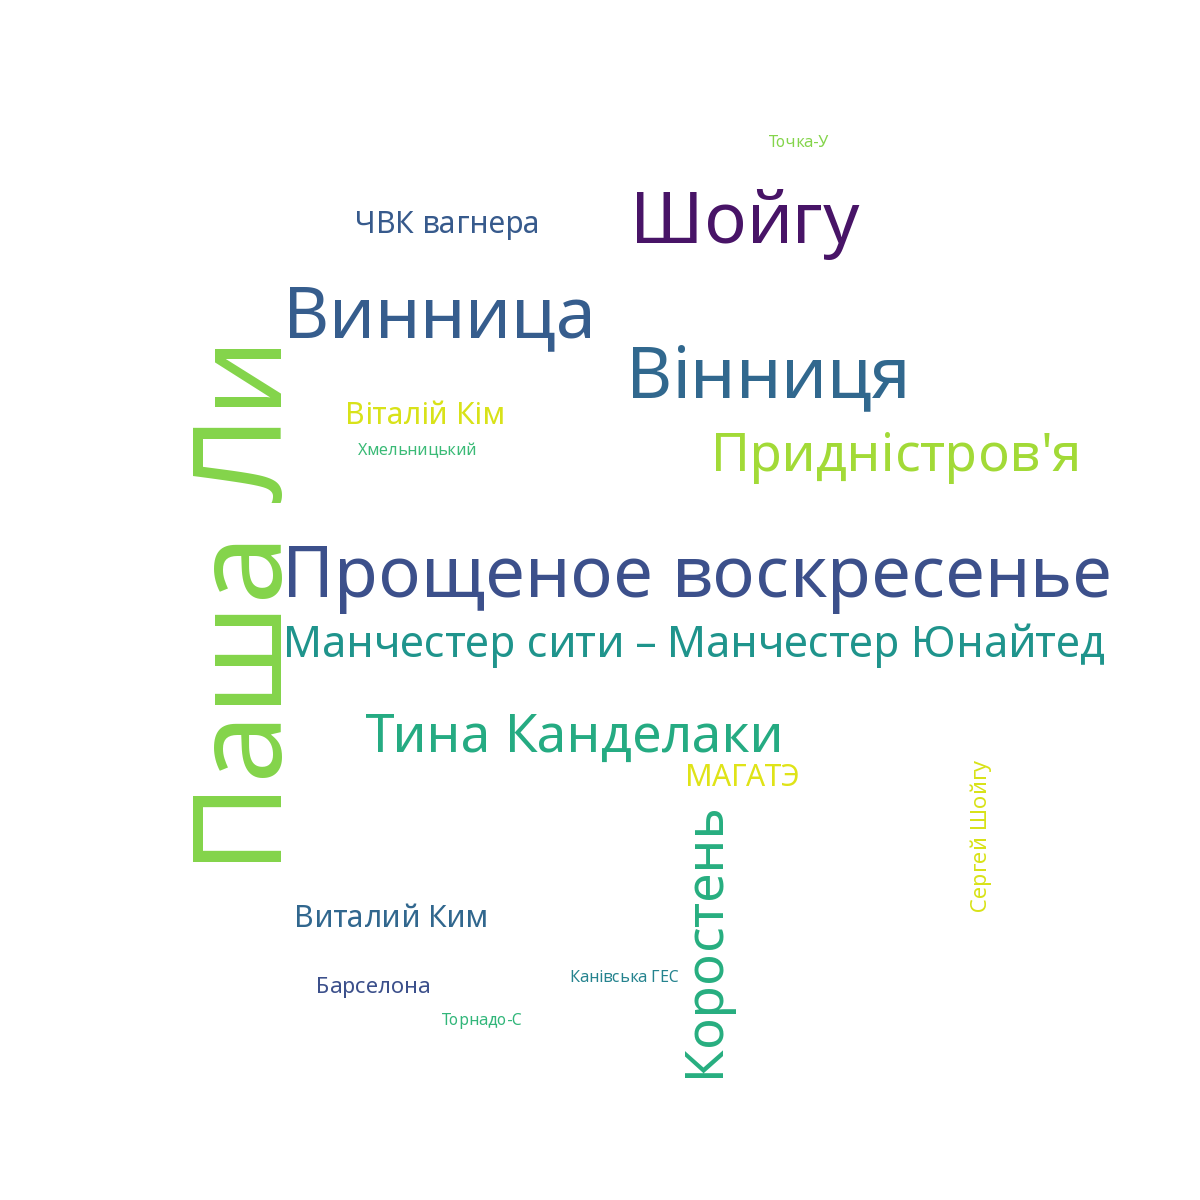 Точка-У
Шойгу
ЧВК вагнера
Винница
Вінниця
Віталій Кім
Хмельницький
Придністров'я
Паша Ли
Прощеное воскресенье
Манчестер сити – Манчестер Юнайтед
Тина Канделаки
МАГАТЭ
Сергей Шойгу
Коростень
Виталий Ким
Барселона
Канівська ГЕС
Торнадо-С